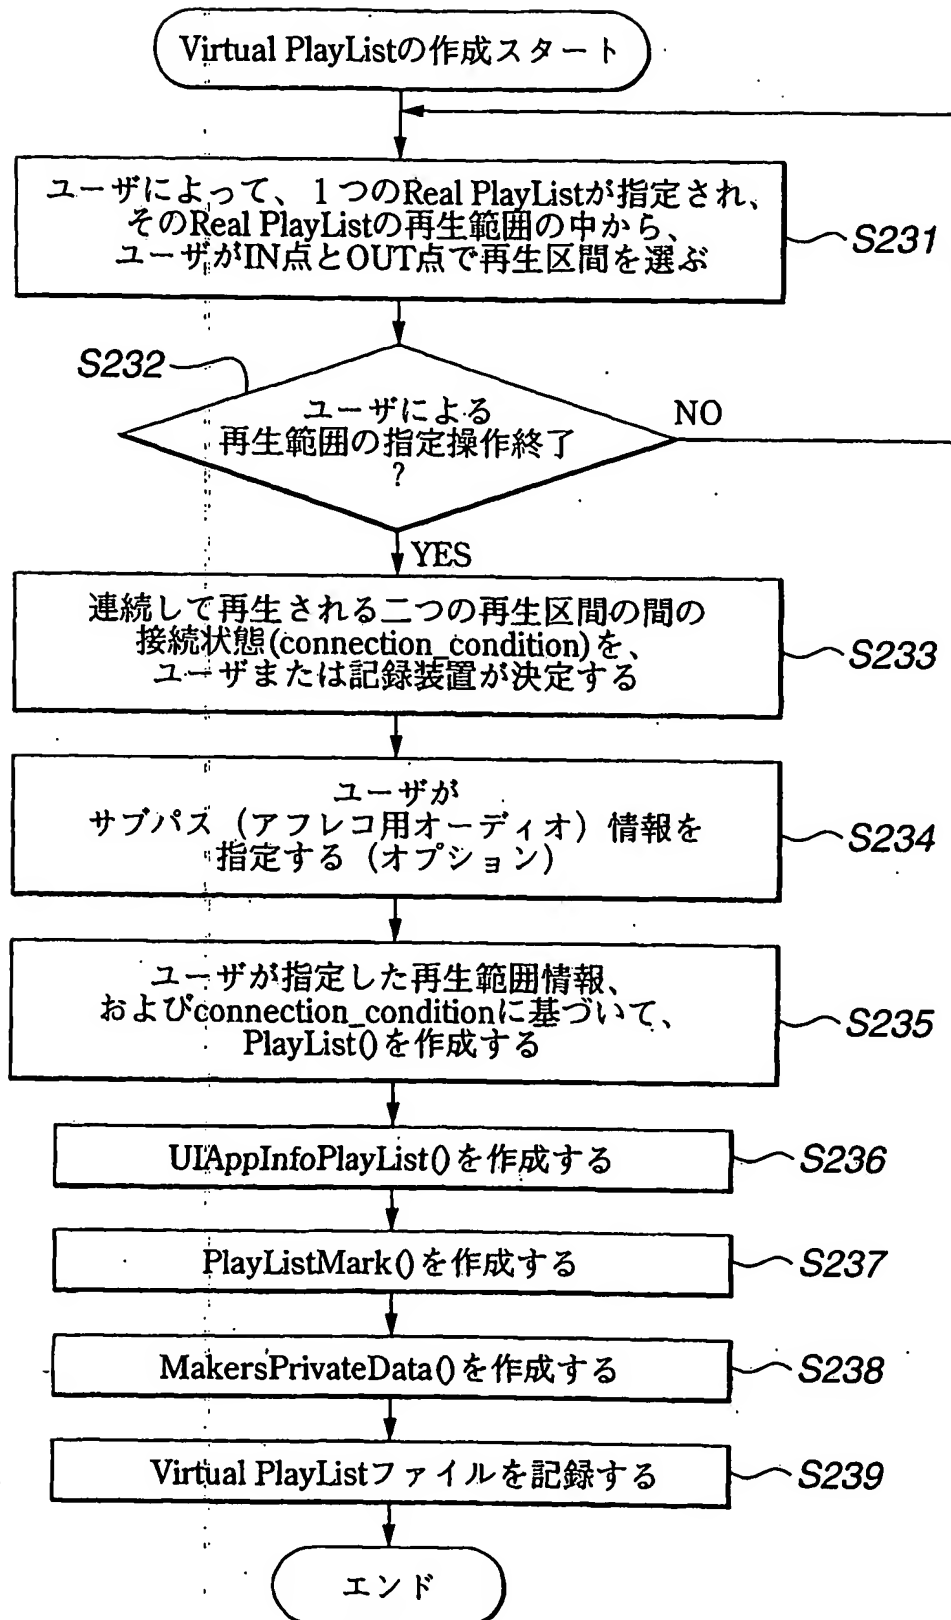 Virtual PlayListの作成スタート
ユーザによって、1つのReal PlayListが指定され、
そのReal PlayListの再生範囲の中から、
ユーザがIN点とOUT点で再生区間を選ぶ
S231
S232
ユーザによる
再生範囲の指定操作終了
?
NO
YES
連続して再生される二つの再生区間の間の
接続状態(connection_condition)を、
ユーザまたは記録装置が決定する
S233
ユーザが
サブパス（アフレコ用オーディオ）情報を
指定する（オプション）
S234
ユーザが指定した再生範囲情報、
およびconnection_conditionに基づいて、
PlayList()を作成する
S235
UIAppInfoPlayList()を作成する
S236
PlayListMark()を作成する
S237
MakersPrivateData()を作成する
S238
Virtual PlayListファイルを記録する
S239
エンド